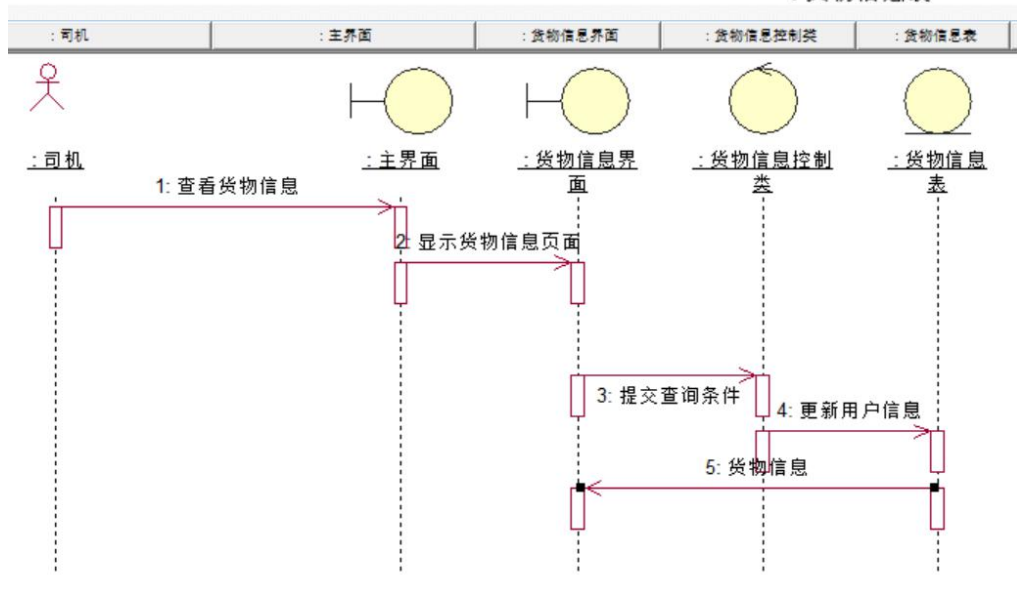 : 司机
: 主界面
: 货物信息界面
: 货物信息控制类
: 货物信息表
: 司机
: 主界面
: 货物信息界
面
: 货物信息控制
类
: 货物信息
表
1: 查看货物信息
2: 显示货物信息页面
3: 提交查询条件
4: 更新用户信息
5: 货物信息